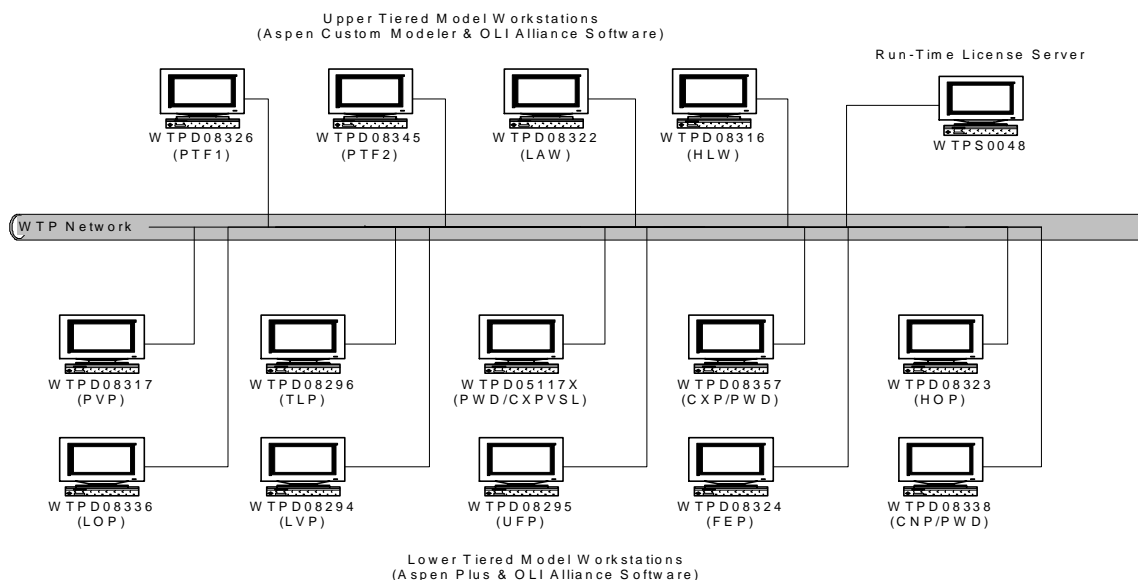 Upper Tiered Model Workstations
(Aspen Custom Modeler & OLI Alliance Software)
Run-Time License Server
WTPD08326
(PTF1)
WTPD08345
(PTF2)
WTPD08322
(LAW)
WTPD08316
(HLW)
WTPS0048
WTP Network
WTPD08317
(PVP)
WTPD08296
(TLP)
WTPD05117X
(PWD/CXPVSL)
WTPD08357
(CXP/PWD)
WTPD08323
(HOP)
WTPD08336
(LOP)
WTPD08294
(LVP)
WTPD08295
(UFP)
WTPD08324
(FEP)
WTPD08338
(CNP/PWD)
Lower Tiered Model Workstations
(Aspen Plus & OLI Alliance Software)